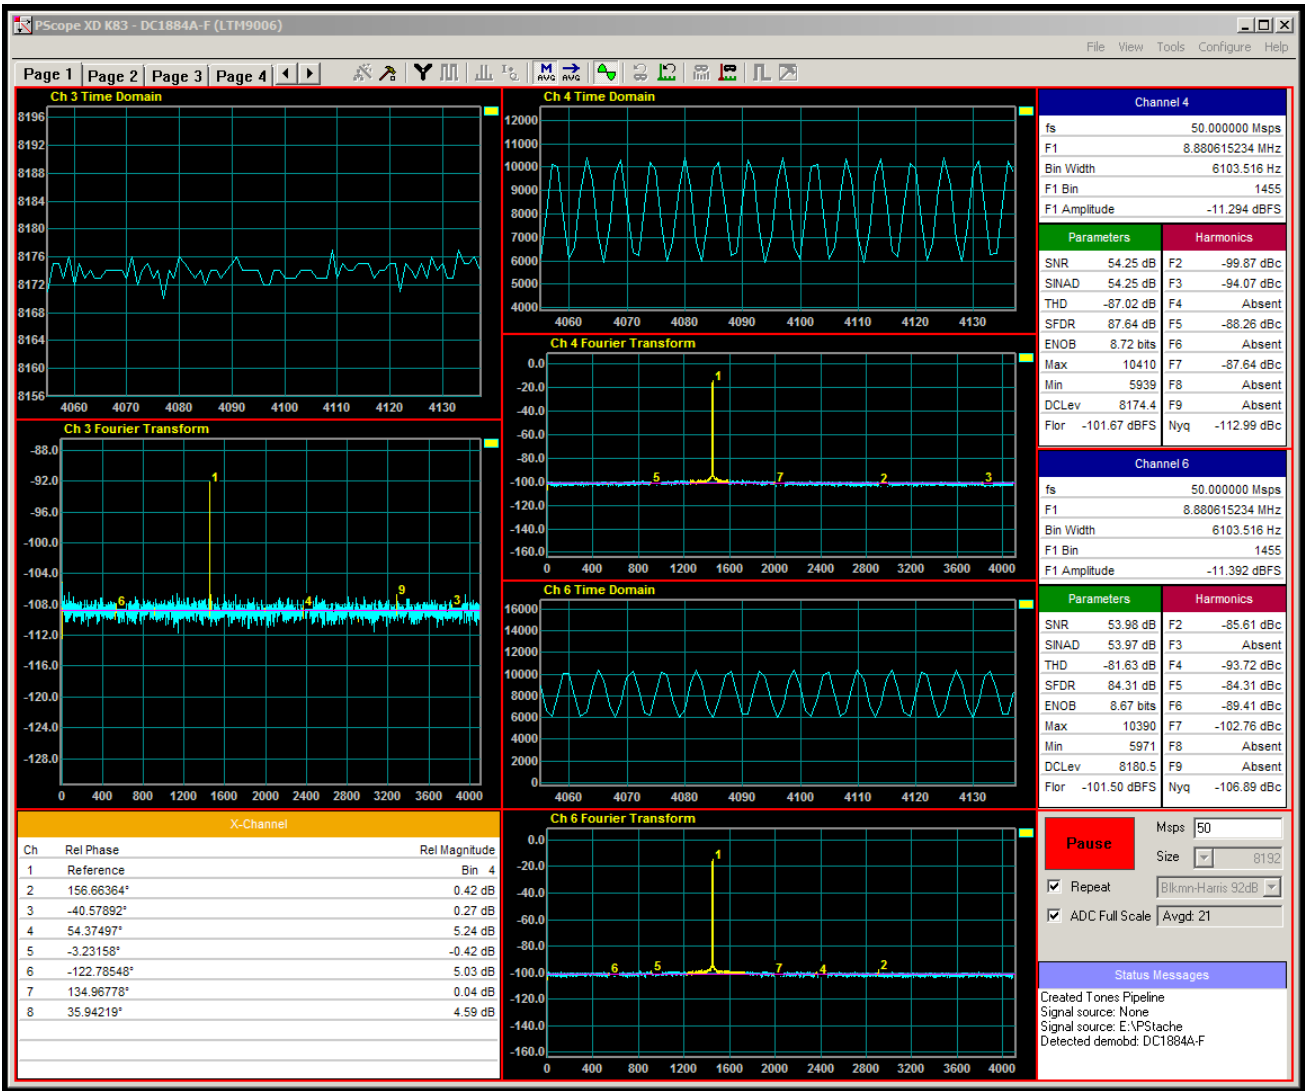 PScope XD K83 - DC1884A-F (LTM9006)
File View Tools Configure Help
Page 1 Page 2 Page 3 Page 4
M AVG AVG
Ch 3 Time Domain
8196
8192
8188
8184
8180
8176
8172
8168
8164
8160
8156
4060 4070 4080 4090 4100 4110 4120 4130
Ch 3 Fourier Transform
-88.0
-92.0
-96.0
-100.0
-104.0
-108.0
-112.0
-116.0
-120.0
-124.0
-128.0
1
6 4 9 3
0 400 800 1200 1600 2000 2400 2800 3200 3600 4000
X-Channel
Ch Rel Phase Rel Magnitude
1 Reference Bin 4
2 156.66364° 0.42 dB
3 -40.57892° 0.27 dB
4 54.37497° 5.24 dB
5 -3.23158° -0.42 dB
6 -122.78548° 5.03 dB
7 134.96778° 0.04 dB
8 35.94219° 4.59 dB
Ch 4 Time Domain
12000
11000
10000
9000
8000
7000
6000
5000
4000
4060 4070 4080 4090 4100 4110 4120 4130
Ch 4 Fourier Transform
0.0
-20.0
-40.0
-60.0
-80.0
-100.0
-120.0
-140.0
-160.0
1
5 7 2 3
0 400 800 1200 1600 2000 2400 2800 3200 3600 4000
Ch 6 Time Domain
16000
14000
12000
10000
8000
6000
4000
2000
0
4060 4070 4080 4090 4100 4110 4120 4130
Ch 6 Fourier Transform
0.0
-20.0
-40.0
-60.0
-80.0
-100.0
-120.0
-140.0
-160.0
1
6 5 7 4 2
0 400 800 1200 1600 2000 2400 2800 3200 3600 4000
Channel 4
fs 50.000000 Msps
F1 8.880615234 MHz
Bin Width 6103.516 Hz
F1 Bin 1455
F1 Amplitude -11.294 dBFS
Parameters Harmonics
SNR 54.25 dB F2 -99.87 dBc
SINAD 54.25 dB F3 -94.07 dBc
THD -87.02 dB F4 Absent
SFDR 87.64 dB F5 -88.26 dBc
ENOB 8.72 bits F6 Absent
Max 10410 F7 -87.64 dBc
Min 5939 F8 Absent
DCLev 8174.4 F9 Absent
Flor -101.67 dBFS Nyq -112.99 dBc
Channel 6
fs 50.000000 Msps
F1 8.880615234 MHz
Bin Width 6103.516 Hz
F1 Bin 1455
F1 Amplitude -11.392 dBFS
Parameters Harmonics
SNR 53.98 dB F2 -85.61 dBc
SINAD 53.97 dB F3 Absent
THD -81.63 dB F4 -93.72 dBc
SFDR 84.31 dB F5 -84.31 dBc
ENOB 8.67 bits F6 -89.41 dBc
Max 10390 F7 -102.76 dBc
Min 5971 F8 Absent
DCLev 8180.5 F9 Absent
Flor -101.50 dBFS Nyq -106.89 dBc
Pause
Msps 50
Size 8192
Repeat Blkmn-Harris 92dB
ADC Full Scale Avgd: 21
Status Messages
Created Tones Pipeline
Signal source: None
Signal source: E:\PStache
Detected demobd: DC1884A-F